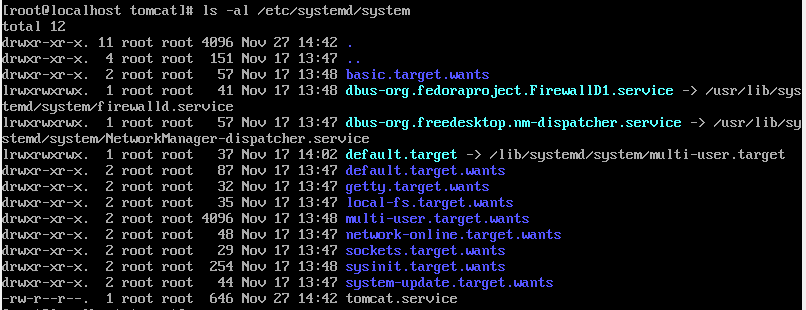 [root@localhost tomcat]# ls -al /etc/systemd/system
total 12
drwxr-xr-x. 11 root root 4096 Nov 27 14:42 .
drwxr-xr-x.  4 root root  151 Nov 17 13:47 ..
drwxr-xr-x.  2 root root   57 Nov 17 13:48 basic.target.wants
lrwxrwxrwx.  1 root root   41 Nov 17 13:48 dbus-org.fedoraproject.FirewallD1.service -> /usr/lib/sys
temd/system/firewalld.service
lrwxrwxrwx.  1 root root   57 Nov 17 13:47 dbus-org.freedesktop.nm-dispatcher.service -> /usr/lib/sy
stemd/system/NetworkManager-dispatcher.service
lrwxrwxrwx.  1 root root   37 Nov 17 14:02 default.target -> /lib/systemd/system/multi-user.target
drwxr-xr-x.  2 root root   87 Nov 17 13:47 default.target.wants
drwxr-xr-x.  2 root root   32 Nov 17 13:47 getty.target.wants
drwxr-xr-x.  2 root root   35 Nov 17 13:47 local-fs.target.wants
drwxr-xr-x.  2 root root 4096 Nov 17 13:48 multi-user.target.wants
drwxr-xr-x.  2 root root   48 Nov 17 13:47 network-online.target.wants
drwxr-xr-x.  2 root root   29 Nov 17 13:47 sockets.target.wants
drwxr-xr-x.  2 root root  254 Nov 17 13:48 sysinit.target.wants
drwxr-xr-x.  2 root root   44 Nov 17 13:47 system-update.target.wants
-rw-r--r--.  1 root root  646 Nov 27 14:42 tomcat.service